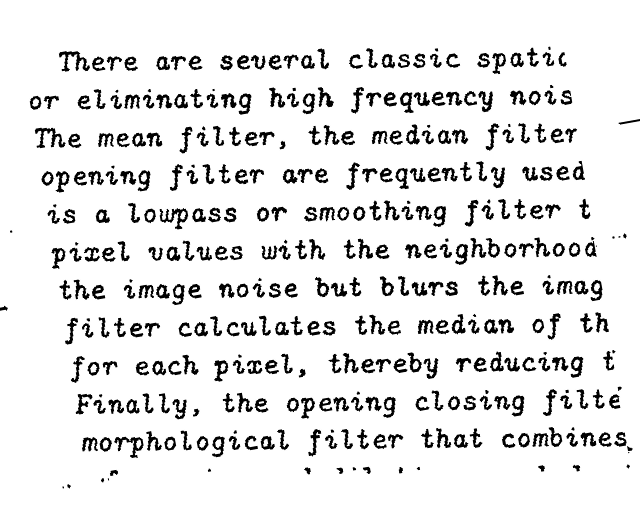 There are several classic spatic
or eliminating high frequency nois
The mean filter, the median filter
opening filter are frequently used
is a lowpass or smoothing filter t
pixel values with the neighborhood
the image noise but blurs the imag
filter calculates the median of th
for each pixel, thereby reducing t
Finally, the opening closing filte
morphological filter that combines